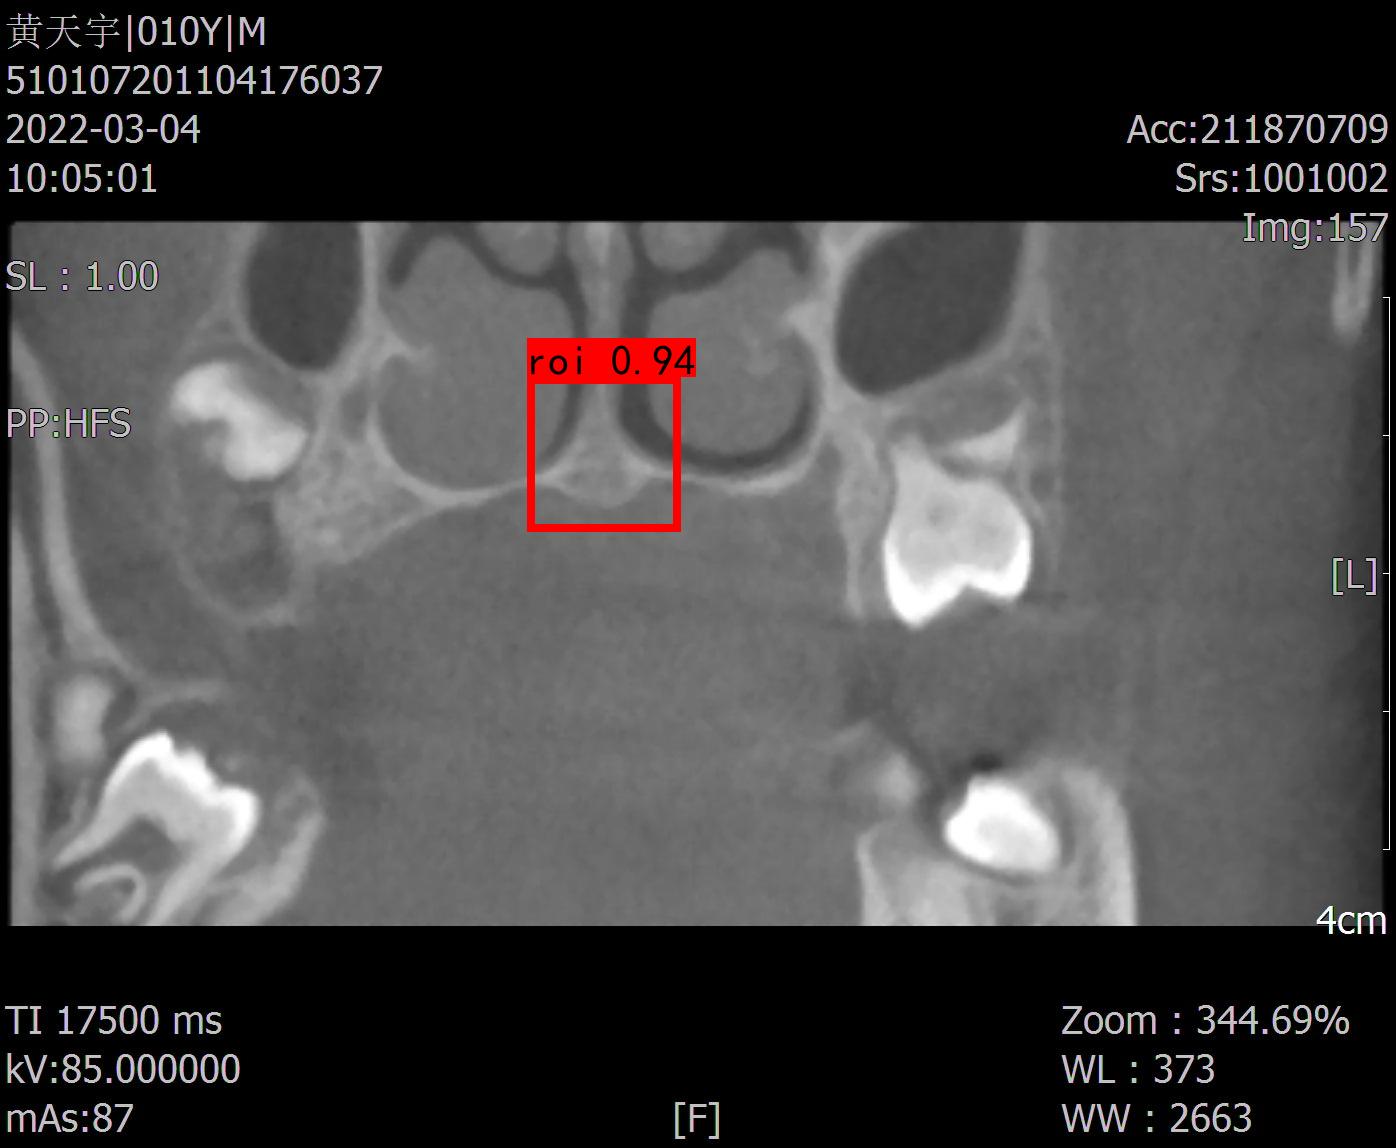 黄天宇|010Y|M
510107201104176037
2022-03-04
10:05:01
Acc:211870709
Srs:1001002
Img:157
SL : 1.00
PP:HFS
roi 0.94
[L]
4cm
TI 17500 ms
kV:85.000000
mAs:87
[F]
Zoom : 344.69%
WL : 373
WW : 2663